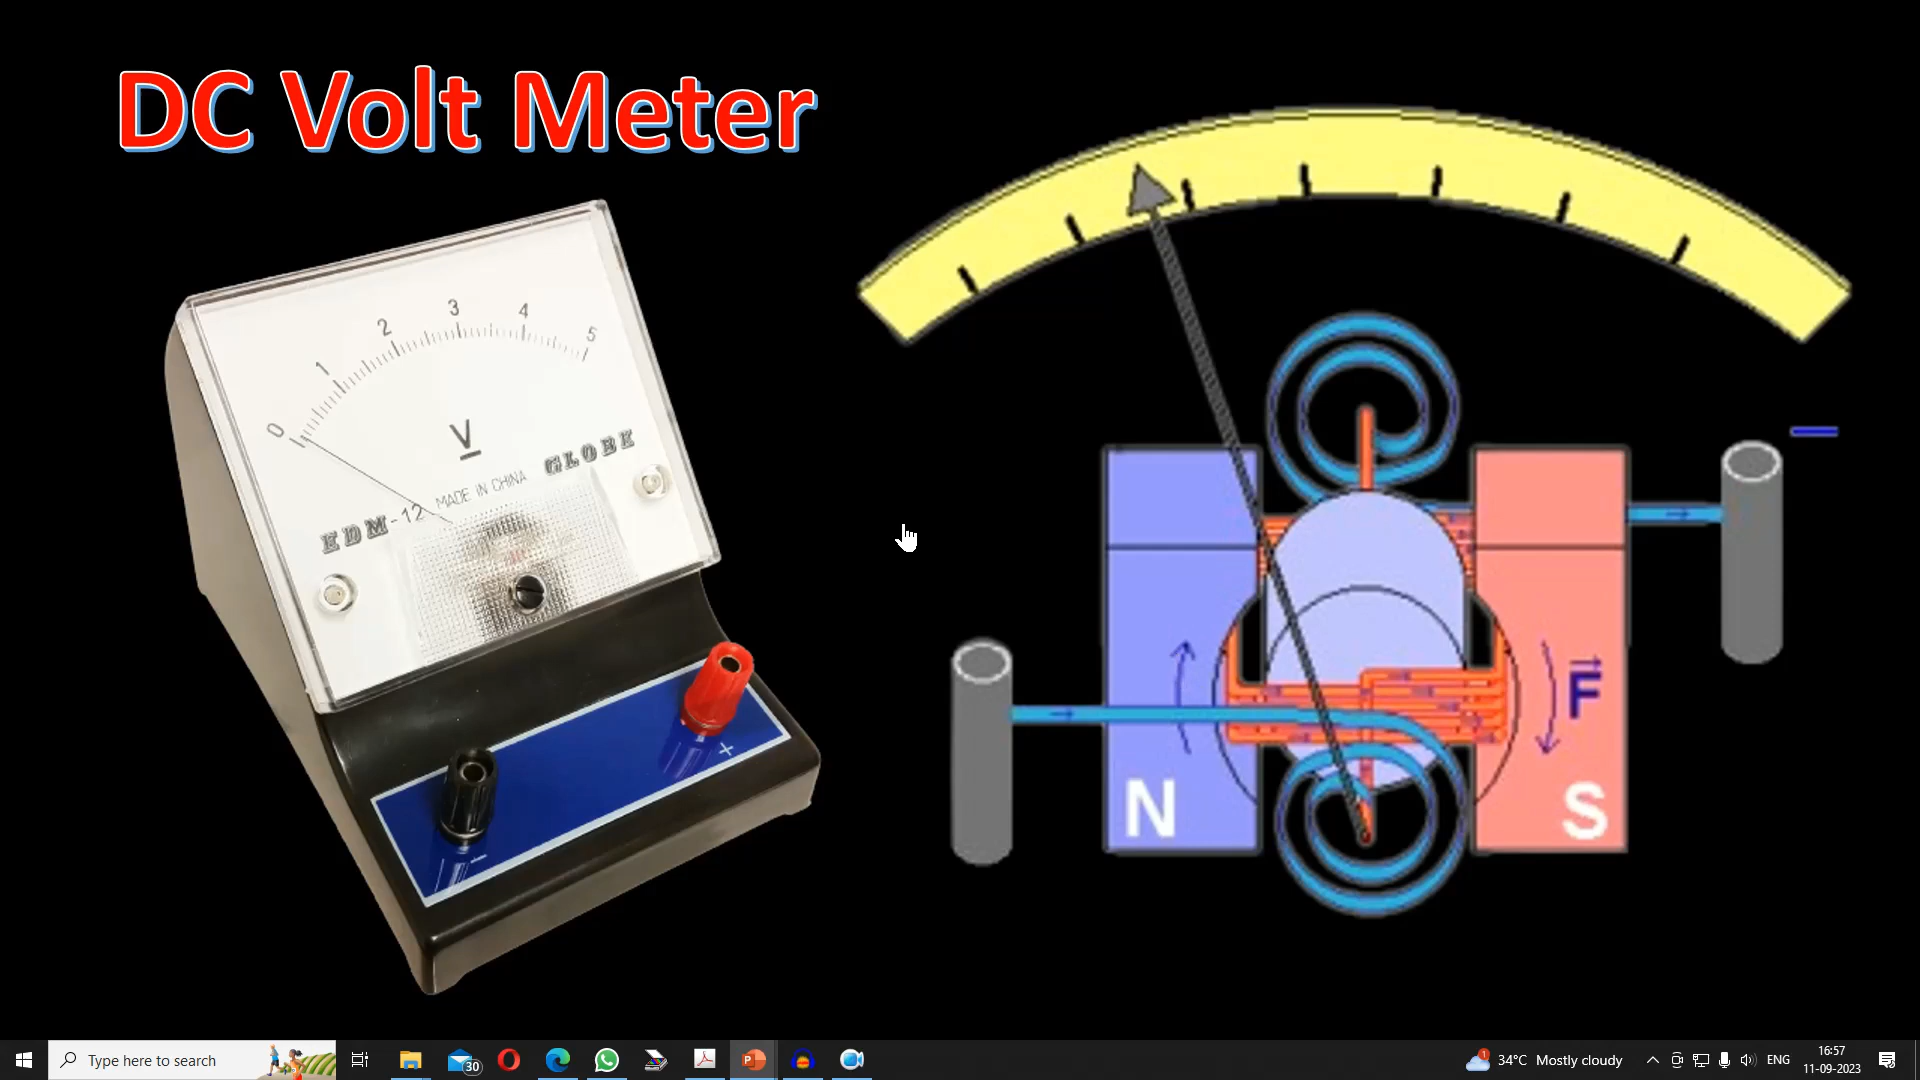 DC Volt Meter
0 1 2 3 4 5
V
EDM-12 MADE IN CHINA GLOBE
+
–
N
S
F
Type here to search
30
1
34°C Mostly cloudy
ENG
16:57
11-09-2023